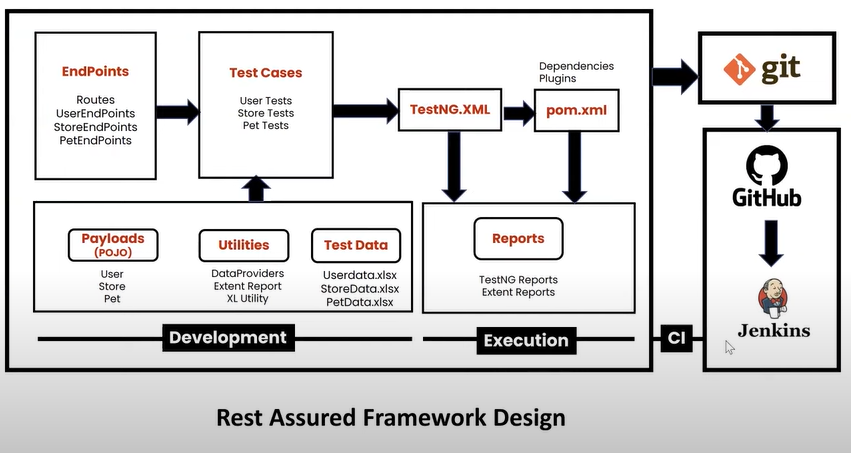 EndPoints
Routes
UserEndPoints
StoreEndPoints
PetEndPoints
Test Cases
User Tests
Store Tests
Pet Tests
TestNG.XML
Dependencies
Plugins
pom.xml
git
Payloads
(POJO)
User
Store
Pet
Utilities
DataProviders
Extent Report
XL Utility
Test Data
Userdata.xlsx
StoreData.xlsx
PetData.xlsx
Reports
TestNG Reports
Extent Reports
GitHub
Jenkins
Development
Execution
CI
Rest Assured Framework Design